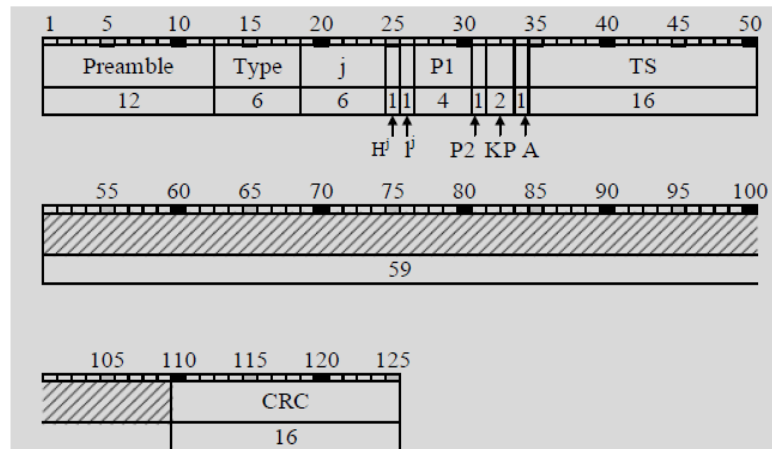 1 5 10 15 20 25 30 35 40 45 50
Preamble Type j P1 TS
12 6 6 1 1 4 1 2 1 16
Hʲ lʲ P2 KP A
55 60 65 70 75 80 85 90 95 100
59
105 110 115 120 125
CRC
16